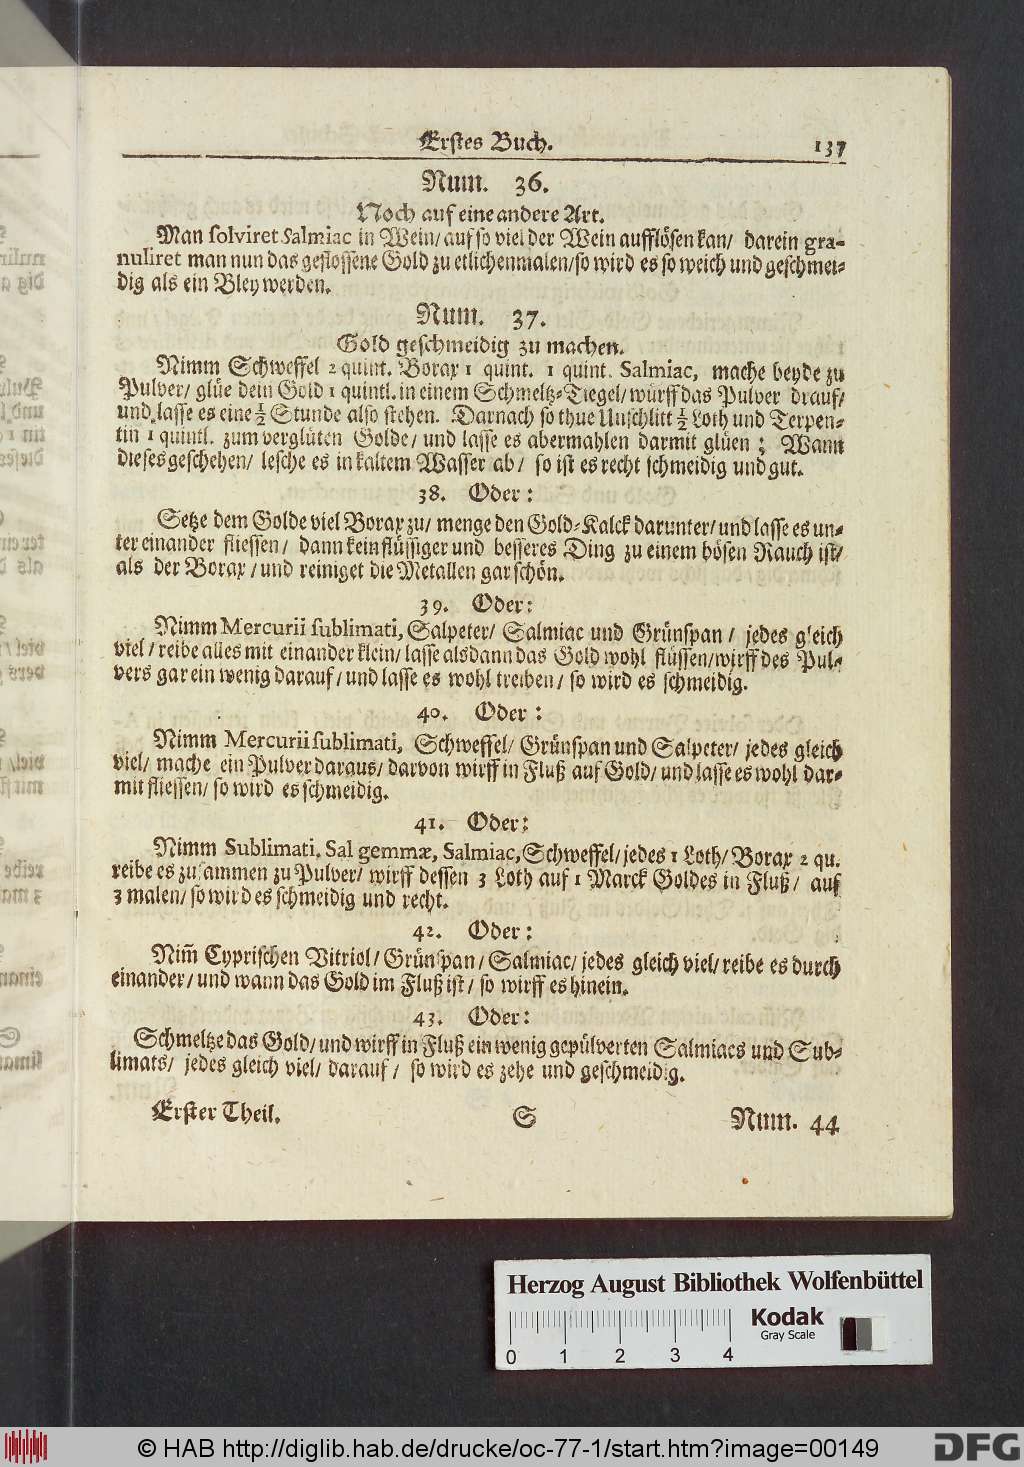 Erstes Buch. 137
Num. 36.
Noch auf eine andere Art.
Man solviret Salmiac in Wein/ auf so viel der Wein aufflösen kan/ darein gra-
nuliret man nun das gestossene Gold zu etlichenmalen/ so wird es so weich und geschmei-
dig als ein Bley werden.
Num. 37.
Gold geschmeidig zu machen.
Nimm Schweffel 2 quint. Borax 1 quint. 1 quint. Salmiac, mache beyde zu
Pulver/ glüe dein Gold 1 quintl. in einem Schmeltz-Tiegel/ würff das Pulver drauf/
und lasse es eine ½ Stunde also stehen. Darnach so thue Unschlitt ½ Loth und Terpen-
tin 1 quintl. zum verglüten Golde/ und lasse es abermahlen darmit glüen; Wann
dieses geschehen/ lesche es in kaltem Wasser ab/ so ist es recht schmeidig und gut.
38. Oder:
Setze dem Golde viel Borax zu/ menge den Gold-Kalck darunter/ und lasse es un-
ter einander fliessen/ dann kein flüssiger und besseres Ding zu einem bösen Rauch ist/
als der Borax/ und reiniget die Metallen gar schön.
39. Oder:
Nimm Mercurii sublimati, Salpeter/ Salmiac und Grünspan/ jedes gleich
viel/ reibe alles mit einander klein/ lasse alsdann das Gold wohl flüssen/ wirff des Pul-
vers gar ein wenig darauf/ und lasse es wohl treiben/ so wird es schmeidig.
40. Oder:
Nimm Mercurii sublimati, Schweffel/ Grünspan und Salpeter/ jedes gleich
viel/ mache ein Pulver daraus/ darvon wirff in Fluß auf Gold/ und lasse es wohl dar-
mit fliessen/ so wird es schmeidig.
41. Oder:
Nimm Sublimati, Sal gemmæ, Salmiac, Schweffel/ jedes 1 Loth/ Borax 2 qu.
reibe es zusammen zu Pulver/ wirff dessen 3 Loth auf 1 Marck Goldes in Fluß/ auf
3 malen/ so wird es schmeidig und recht.
42. Oder:
Nim̄ Cyprischen Vitriol/ Grünspan/ Salmiac/ jedes gleich viel/ reibe es durch
einander/ und wann das Gold im Fluß ist/ so wirff es hinein.
43. Oder:
Schmeltze das Gold/ und wirff in Fluß ein wenig gepülverten Salmiacs und Sub-
limats/ jedes gleich viel/ darauf/ so wird es zehe und geschmeidig.
Erster Theil. S Num. 44
Herzog August Bibliothek Wolfenbüttel
0 1 2 3 4
Kodak
Gray Scale
© HAB http://diglib.hab.de/drucke/oc-77-1/start.htm?image=00149
DFG